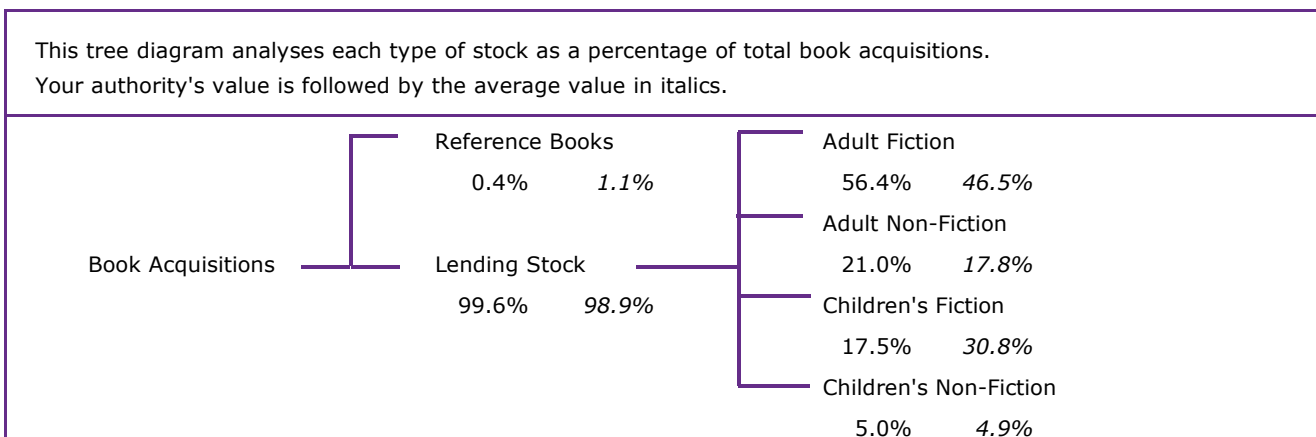 This tree diagram analyses each type of stock as a percentage of total book acquisitions.
Your authority's value is followed by the average value in italics.
Reference Books
0.4% 1.1%
Book Acquisitions
Lending Stock
99.6% 98.9%
Adult Fiction
56.4% 46.5%
Adult Non-Fiction
21.0% 17.8%
Children's Fiction
17.5% 30.8%
Children's Non-Fiction
5.0% 4.9%